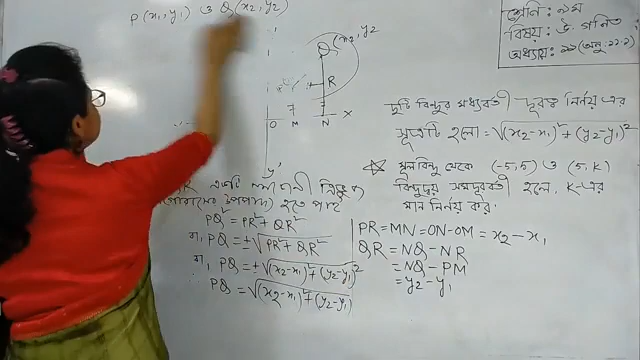 P(x₁, y₁) ও Q(x₂, y₂)
শ্রেণি: ৯ম
বিষয়: উ. গণিত
অধ্যায়: ১১(অনু: ১১.১)
Q(x₂, y₂
R
O M N X
y'
দুটি বিন্দুর মধ্যবর্তী দূরত্ব নির্ণয় এর
সূত্রটি হলো = √(x₂-x₁)²+(y₂-y₁)²
মূলবিন্দু থেকে (-5,5) ও (5,K)
বিন্দুদ্বয় সমদূরবর্তী হলে, K-এর
মান নির্ণয় কর।
একটি ত্রিভুজ
হতে পাই
PQ² = PR² + QR²
বা, PQ = ±√PR²+QR²
বা, PQ = ±√(x₂-x₁)²+(y₂-y₁)²
PQ = √(x₂-x₁)²+(y₂-y₁)
PR = MN = ON-OM = x₂-x₁
QR = NQ-NR
= NQ-PM
= y₂-y₁